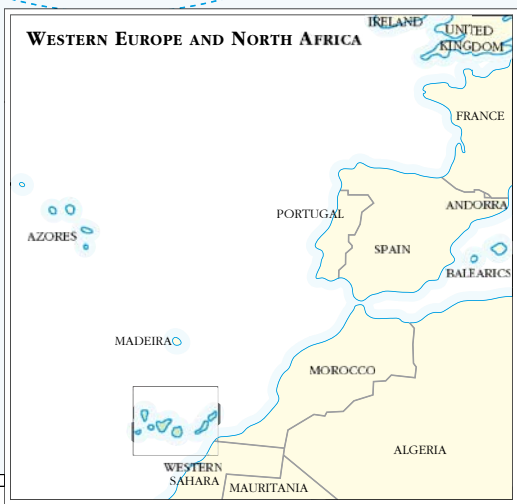 WESTERN EUROPE AND NORTH AFRICA
IRELAND
UNITED
KINGDOM
FRANCE
ANDORRA
PORTUGAL
SPAIN
AZORES
BALEARICS
MADEIRA
MOROCCO
ALGERIA
WESTERN
SAHARA
MAURITANIA